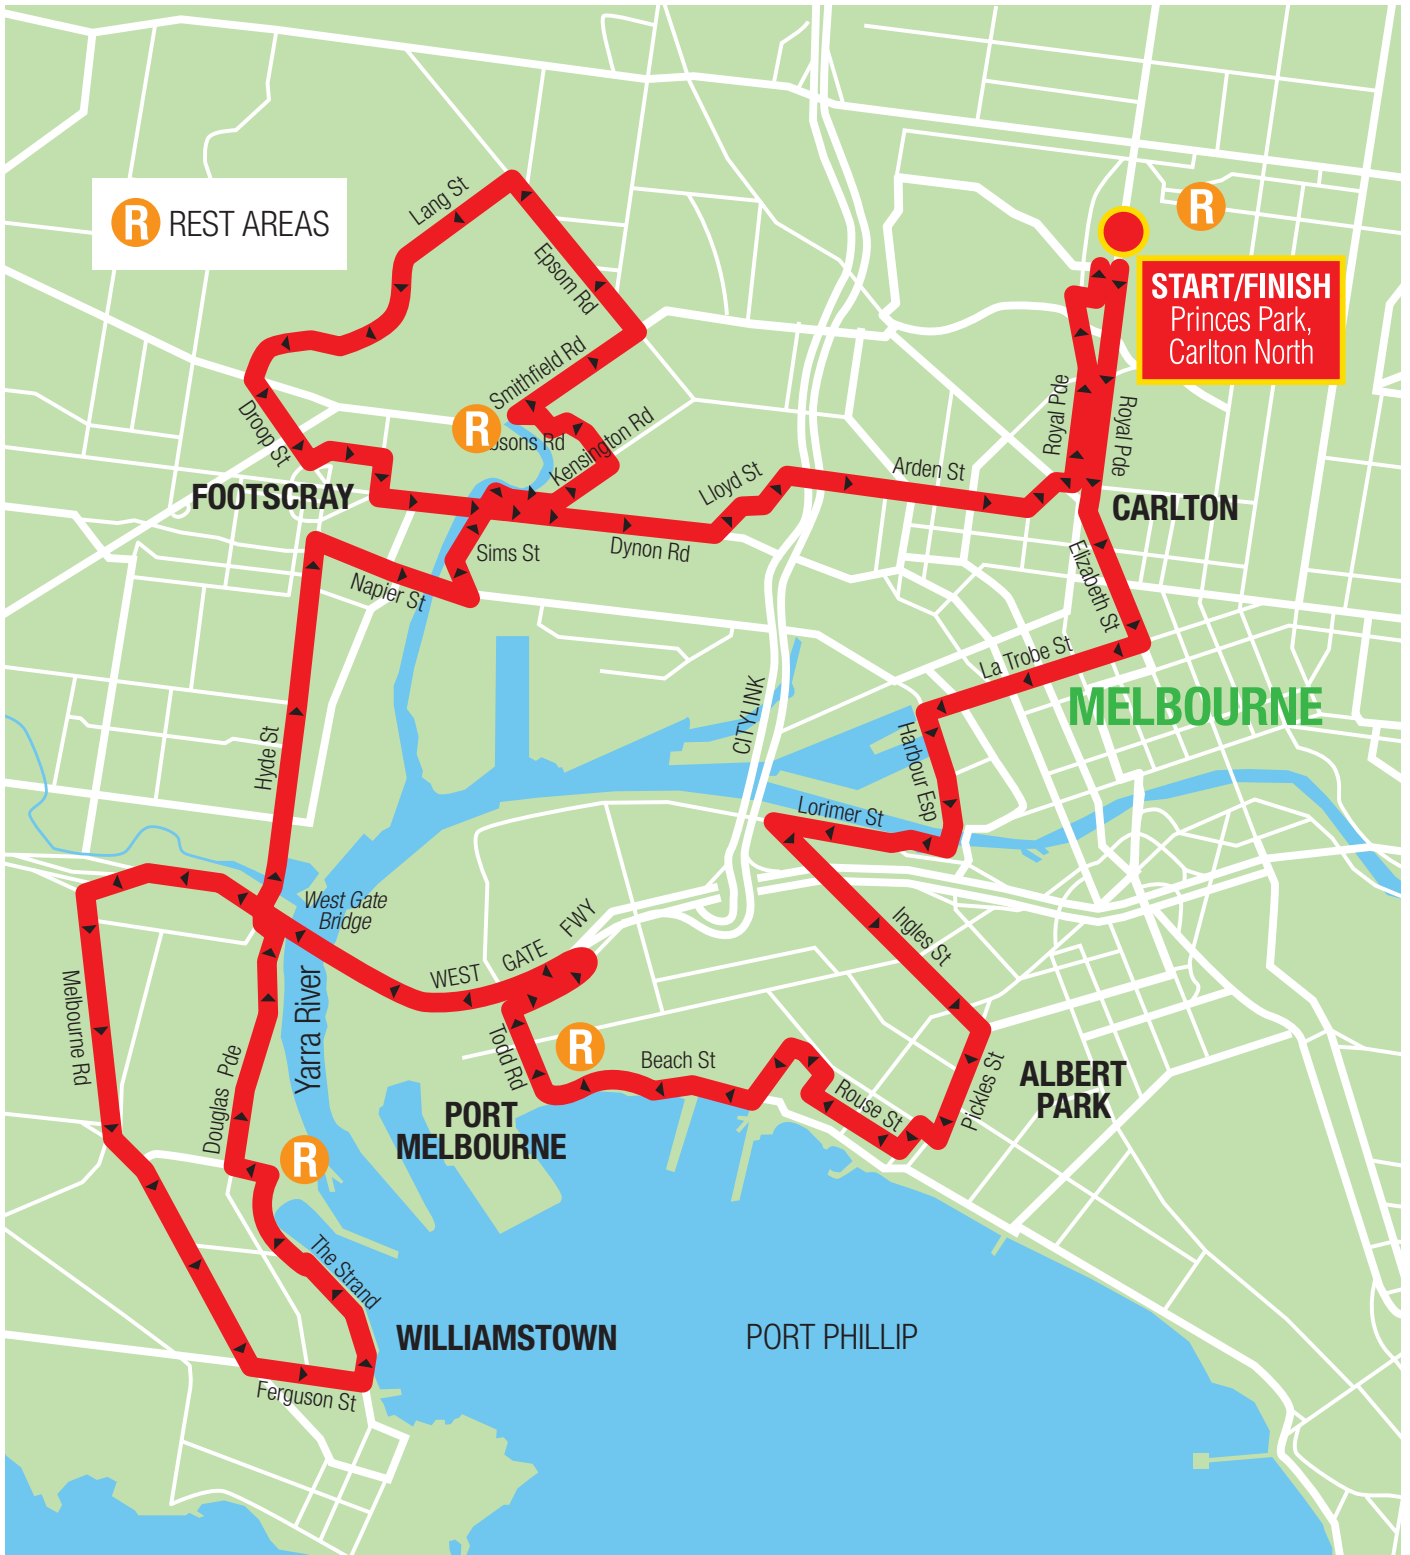 Lang St
R REST AREAS
R
Epsom Rd
START/FINISH
Princes Park,
Carlton North
Smithfield Rd
Royal Pde
Royal Pde
Droop St
R
Kensington Rd
Lloyd St
Arden St
FOOTSCRAY
CARLTON
Sims St
Dynon Rd
Elizabeth St
Napier St
La Trobe St
MELBOURNE
CITYLINK
Hyde St
Harbour Esp
Lorimer St
West Gate
Bridge
Ingles St
WEST GATE FWY
Melbourne Rd
Yarra River
Todd Rd
R
Beach St
Douglas Pde
Rouse St
Pickles St
ALBERT
PARK
PORT
MELBOURNE
R
The Strand
WILLIAMSTOWN
PORT PHILLIP
Ferguson St